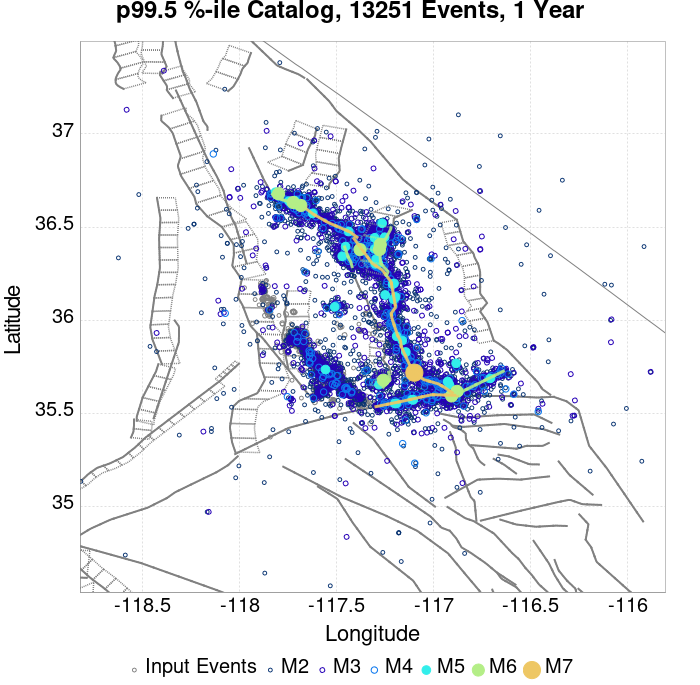 p99.5 %-ile Catalog, 13251 Events, 1 Year
37
36.5
36
35.5
35
Latitude
-118.5 -118 -117.5 -117 -116.5 -116
Longitude
Input Events M2 M3 M4 M5 M6 M7